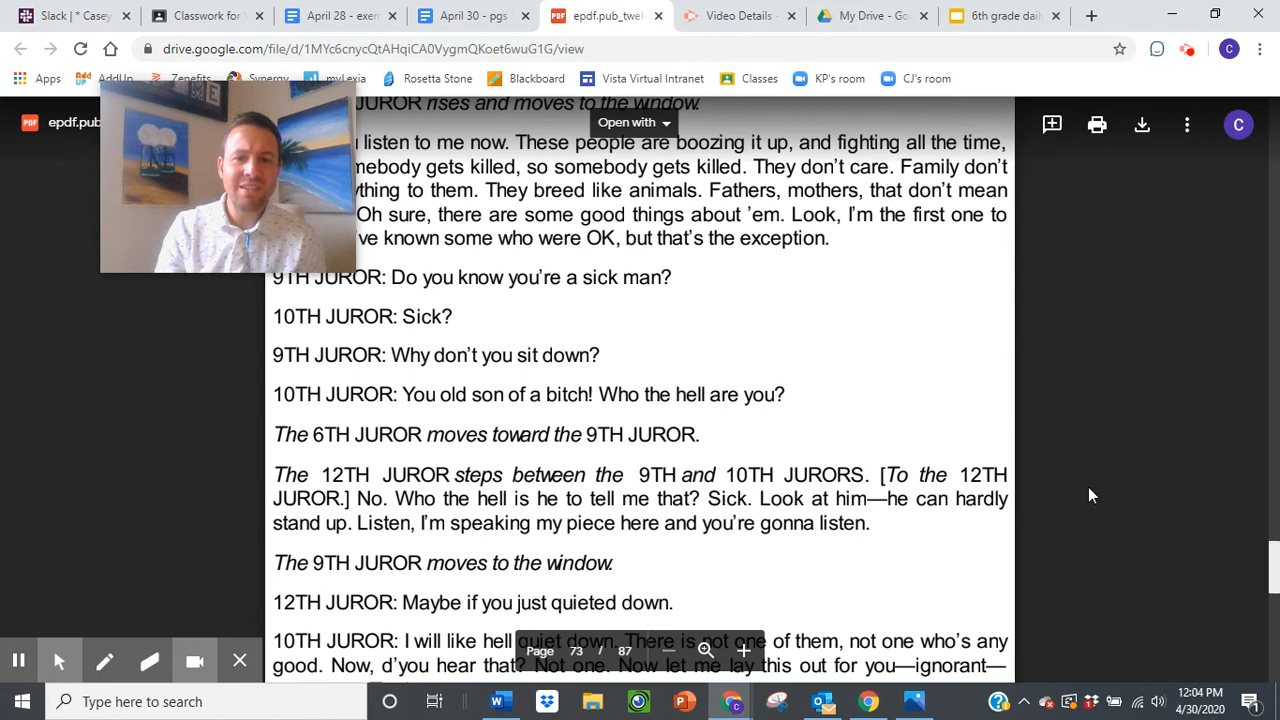 Slack | * Casey
Classwork for
April 28 - exer
April 30 - pgs
epdf.pub_twel
Video Details -
My Drive - Goo
6th grade daily
drive.google.com/file/d/1MYc6cnycQtAHqiCA0VygmQKoet6wuG1G/view
C
Apps
AddUp
Zenefits
Synergy
myLexia
Rosetta Stone
Blackboard
Vista Virtual Intranet
Classes
KP's room
CJ's room
epdf.pub
Open with
C
JUROR rises and moves to the window.
listen to me now. These people are boozing it up, and fighting all the time,
mebody gets killed, so somebody gets killed. They don't care. Family don't
ything to them. They breed like animals. Fathers, mothers, that don't mean
Oh sure, there are some good things about 'em. Look, I'm the first one to
've known some who were OK, but that's the exception.
9TH JUROR: Do you know you're a sick man?
10TH JUROR: Sick?
9TH JUROR: Why don't you sit down?
10TH JUROR: You old son of a bitch! Who the hell are you?
The 6TH JUROR moves toward the 9TH JUROR.
The 12TH JUROR steps between the 9TH and 10TH JURORS. [To the 12TH
JUROR.] No. Who the hell is he to tell me that? Sick. Look at him—he can hardly
stand up. Listen, I'm speaking my piece here and you're gonna listen.
The 9TH JUROR moves to the window.
12TH JUROR: Maybe if you just quieted down.
10TH JUROR: I will like hell quiet down. There is not one of them, not one who's any
good. Now, d'you hear that? Not one. Now let me lay this out for you—ignorant—
Page 73 / 87
Type here to search
12:04 PM
4/30/2020